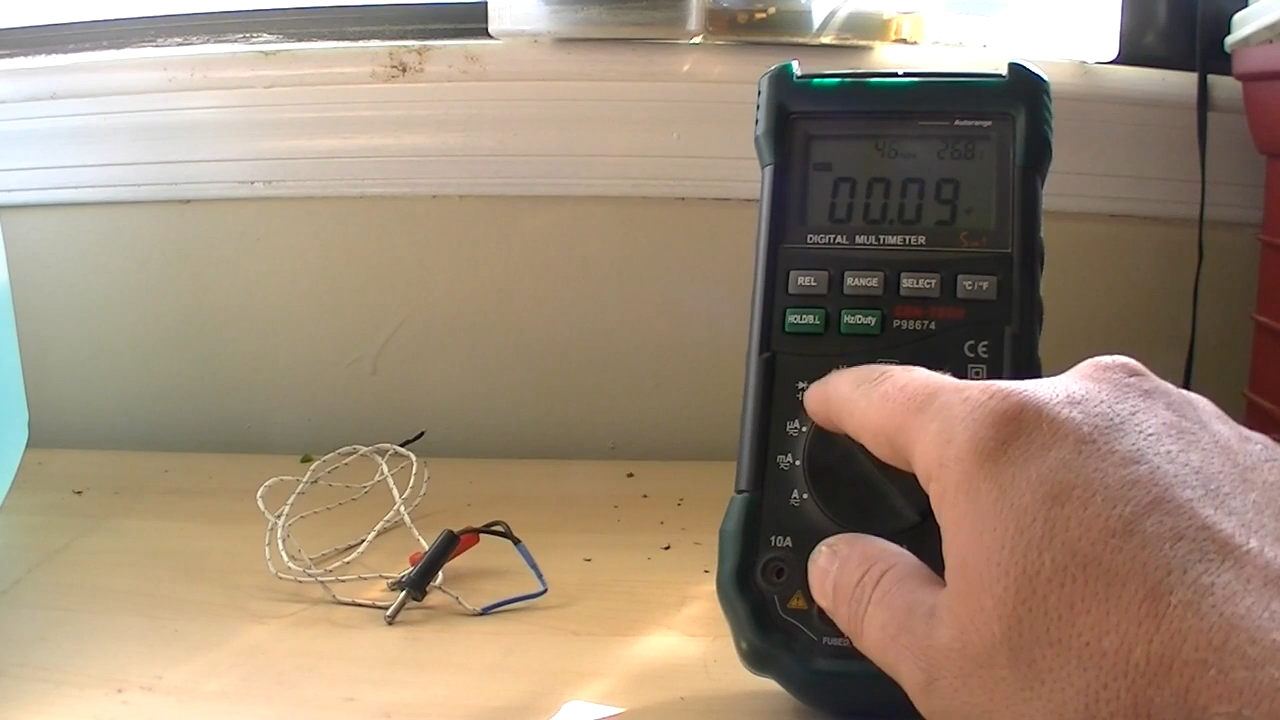 Autorange
46 26.8
00.09
DIGITAL MULTIMETER
REL RANGE SELECT °C / °F
HOLD/B.L Hz/Duty
P98674
CE
µA
mA
A
10A
FUSED